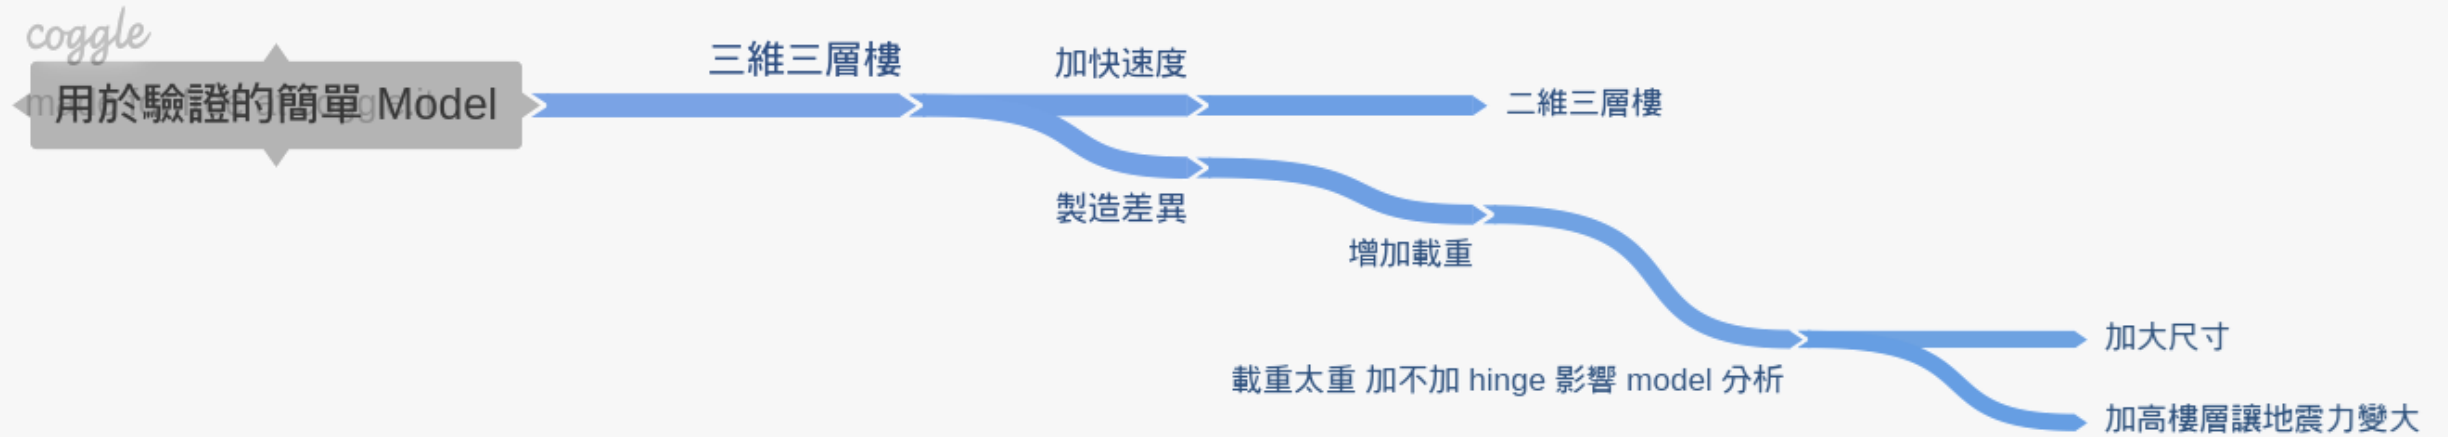 coggle
用於驗證的簡單 Model
三維三層樓
加快速度
二維三層樓
製造差異
增加載重
載重太重 加不加 hinge 影響 model 分析
加大尺寸
加高樓層讓地震力變大